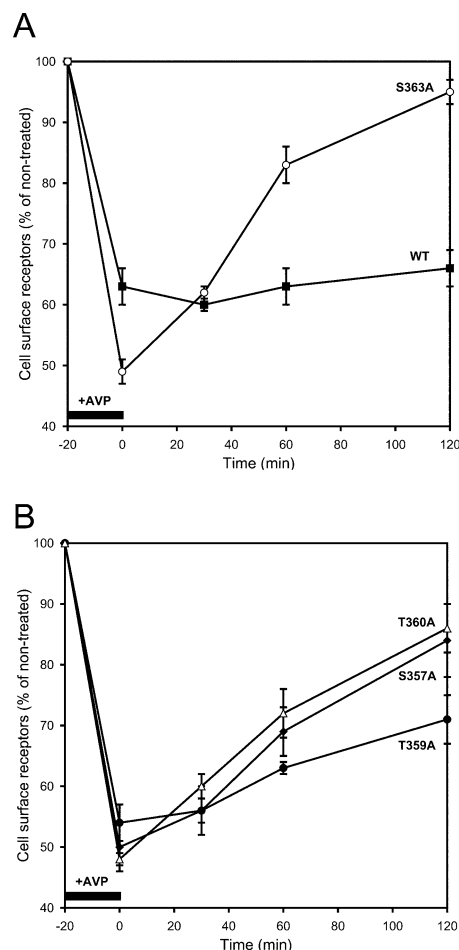 A
Cell surface receptors (% of non-treated)
100
90
80
70
60
50
40
S363A
WT
+AVP
-20 0 20 40 60 80 100 120
Time (min)
B
Cell surface receptors (% of non-treated)
100
90
80
70
60
50
40
T360A
S357A
T359A
+AVP
-20 0 20 40 60 80 100 120
Time (min)